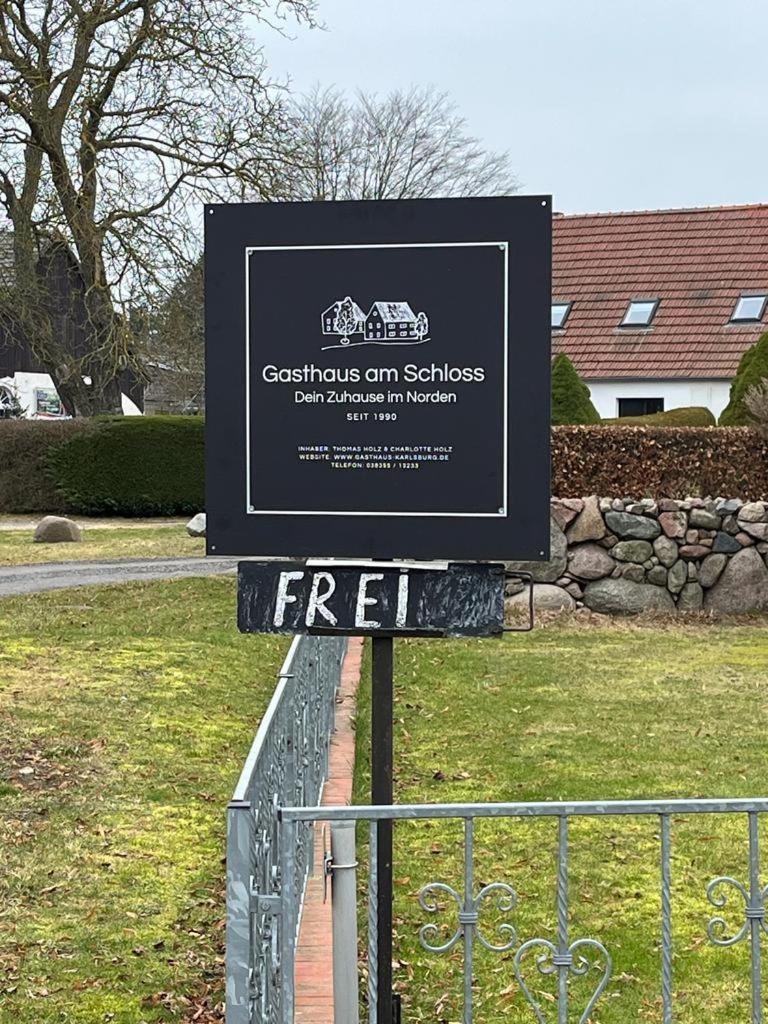 Gasthaus am Schloss
Dein Zuhause im Norden
SEIT 1990
INHABER: THOMAS HOLZ & CHARLOTTE HOLZ
WEBSITE: WWW.GASTHAUS-KARLSBURG.DE
TELEFON: 038355 / 15233
FREi